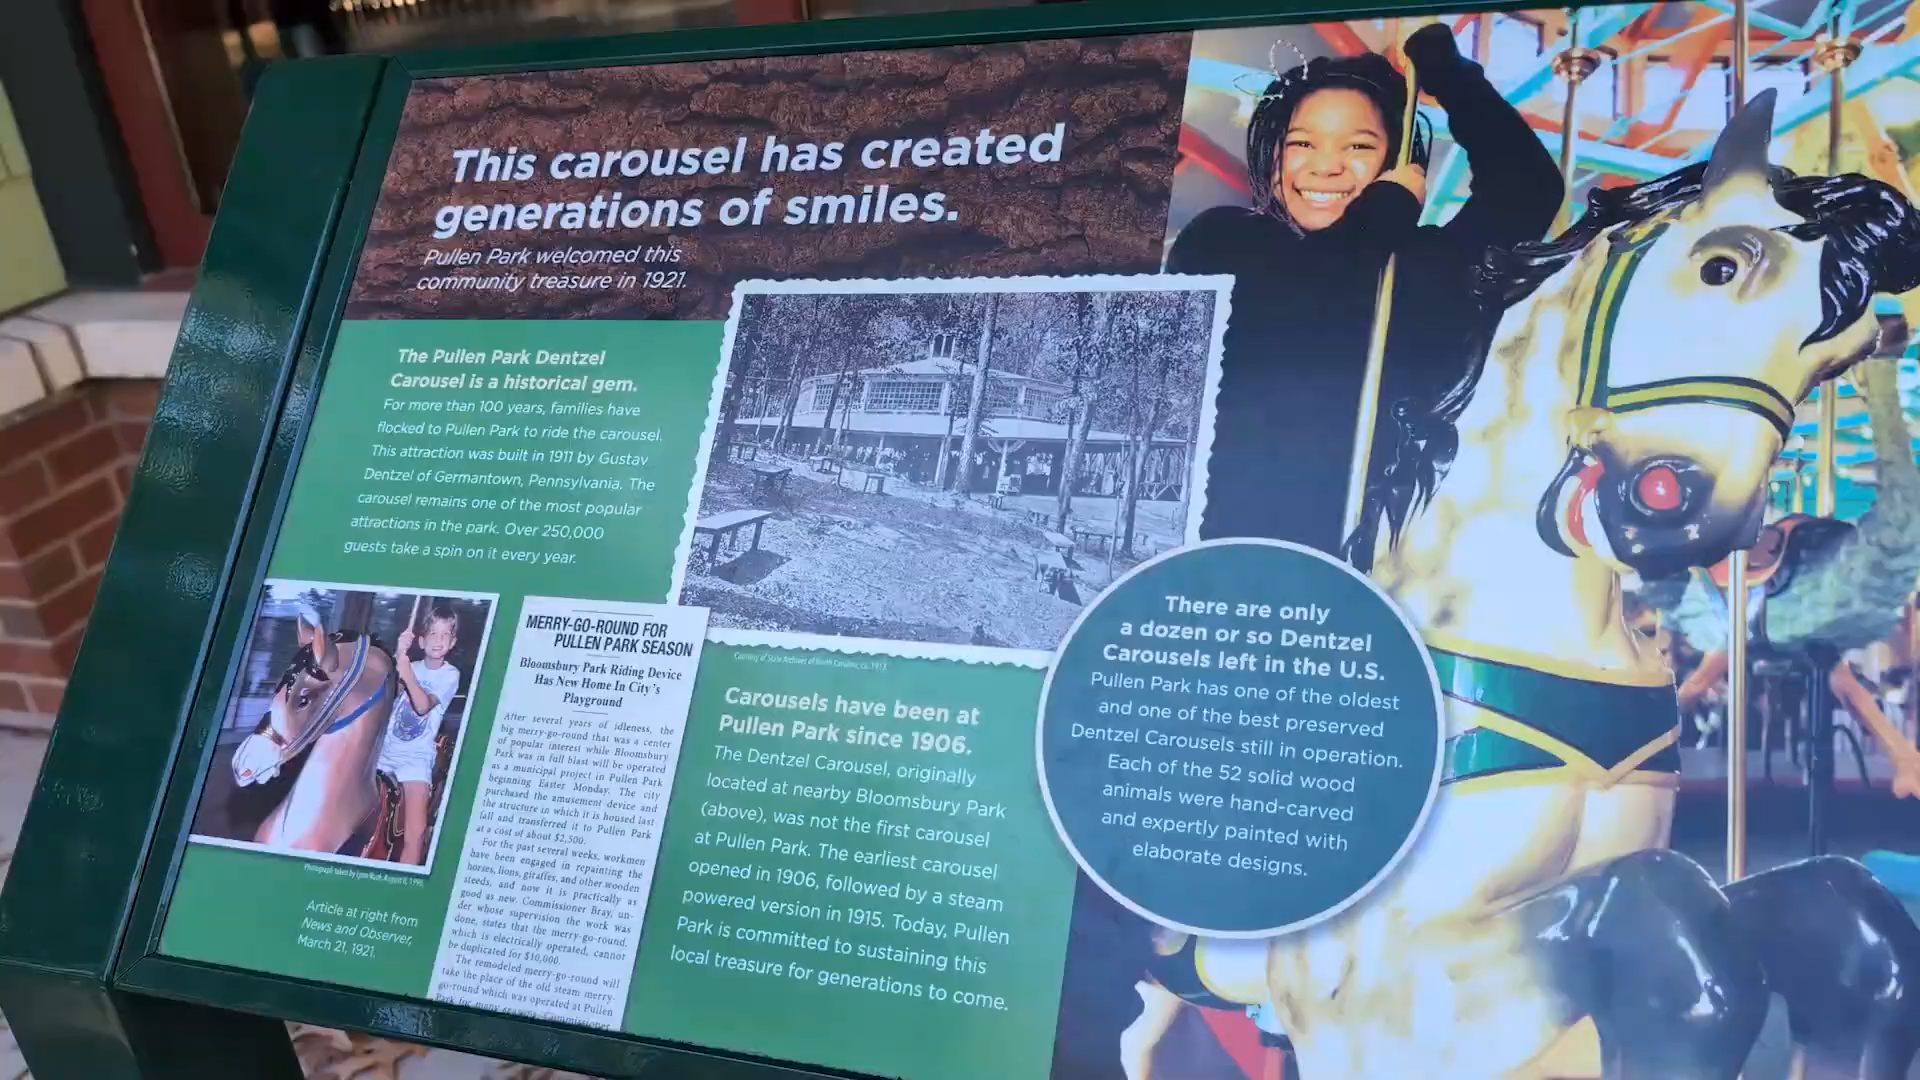 This carousel has created
generations of smiles.
Pullen Park welcomed this
community treasure in 1921.
The Pullen Park Dentzel
Carousel is a historical gem.
For more than 100 years, families have
flocked to Pullen Park to ride the carousel.
This attraction was built in 1911 by Gustav
Dentzel of Germantown, Pennsylvania. The
carousel remains one of the most popular
attractions in the park. Over 250,000
guests take a spin on it every year.
Article at right from
News and Observer,
March 21, 1921.
MERRY-GO-ROUND FOR
PULLEN PARK SEASON
Bloomsbury Park Riding Device
Has New Home In City's
Playground
After several years of idleness, the
big merry-go-round that was a center
of popular interest while Bloomsbury
Park was in full blast will be operated
as a municipal project in Pullen Park
beginning Easter Monday. The city
purchased the amusement device and
the structure in which it is housed last
fall and transferred it to Pullen Park
at a cost of about $2,500.
For the past several weeks, workmen
have been engaged in repainting the
horses, lions, giraffes, and other wooden
steeds, and now it is practically as
good as new. Commissioner Bray, un-
der whose supervision the work was
done, states that the merry-go-round,
which is electrically operated, cannot
be duplicated for $10,000.
The remodeled merry-go-round will
take the place of the old steam merry-
go-round which was operated at Pullen
Park for many seasons. Commissioner
Courtesy of State Archives of North Carolina, ca. 1912
Carousels have been at
Pullen Park since 1906.
The Dentzel Carousel, originally
located at nearby Bloomsbury Park
(above), was not the first carousel
at Pullen Park. The earliest carousel
opened in 1906, followed by a steam
powered version in 1915. Today, Pullen
Park is committed to sustaining this
local treasure for generations to come.
There are only
a dozen or so Dentzel
Carousels left in the U.S.
Pullen Park has one of the oldest
and one of the best preserved
Dentzel Carousels still in operation.
Each of the 52 solid wood
animals were hand-carved
and expertly painted with
elaborate designs.